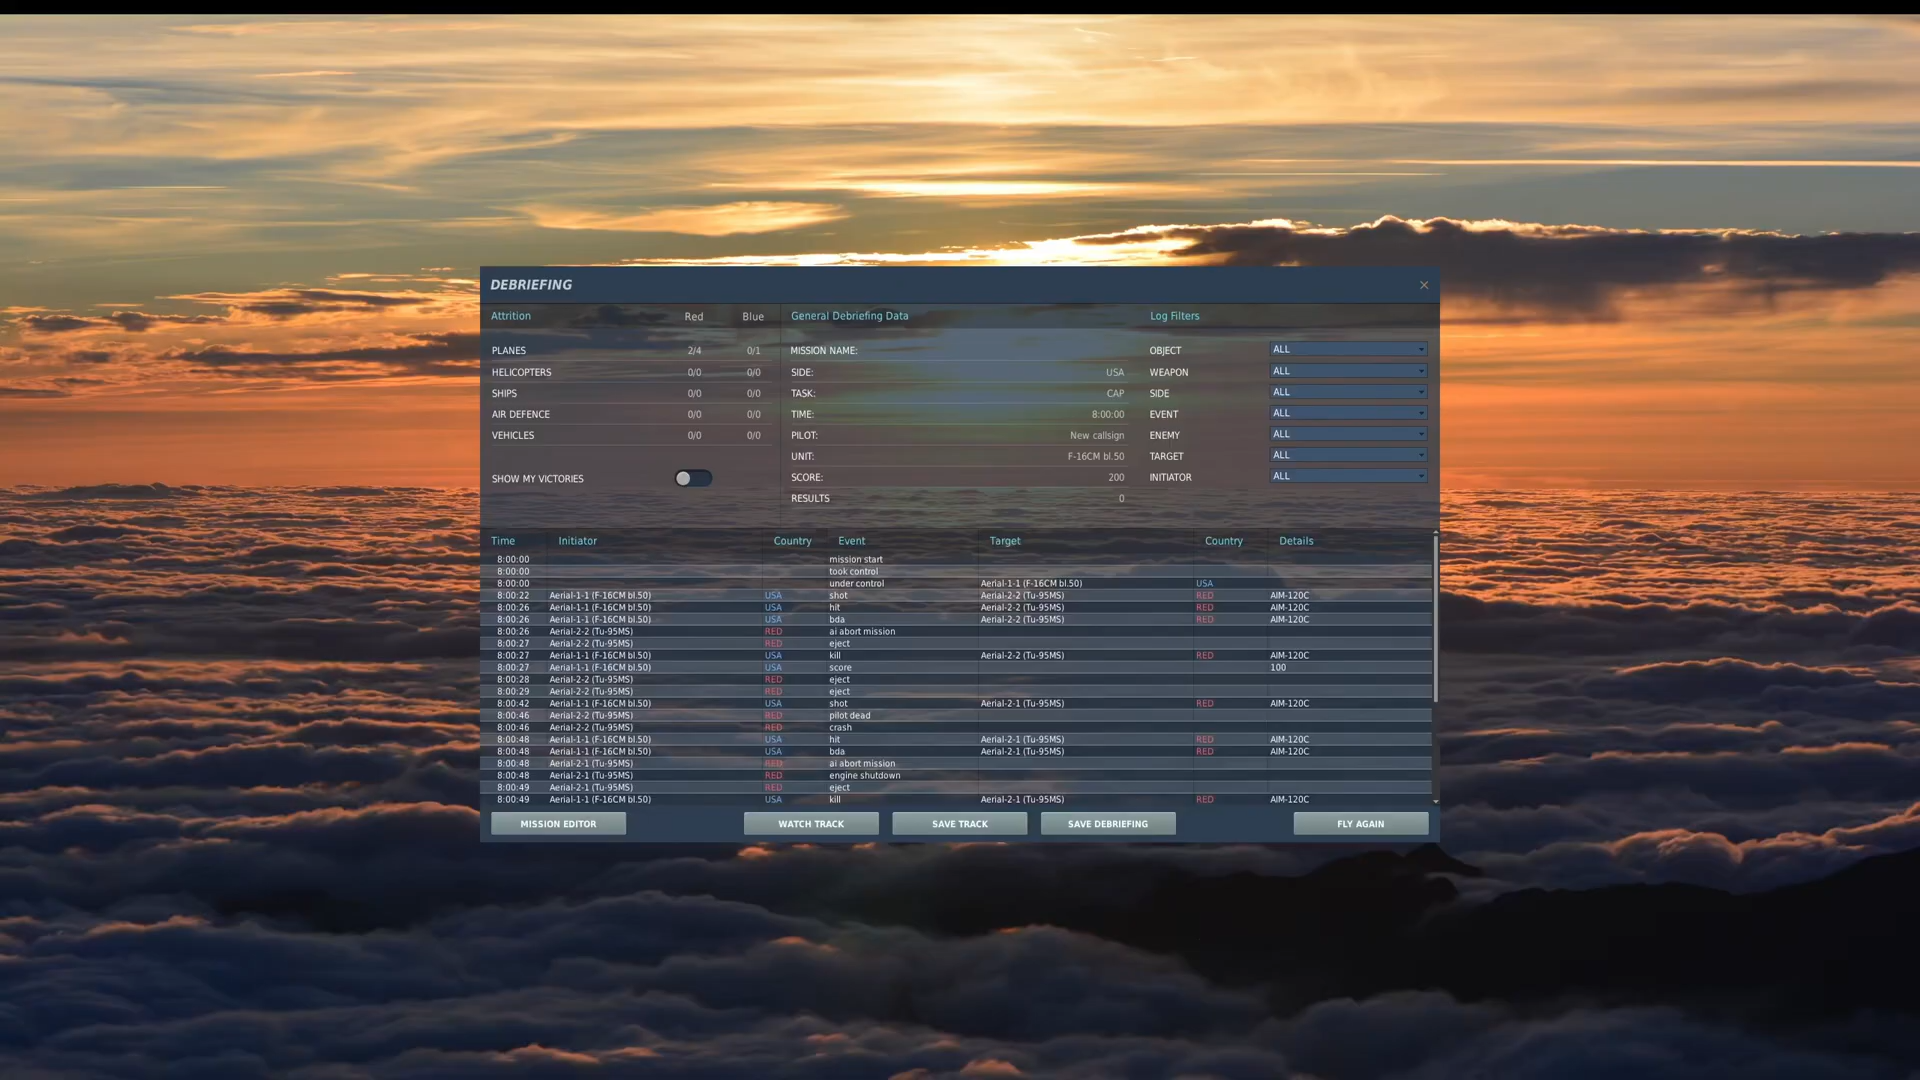 DEBRIEFING
×
Attrition Red Blue General Debriefing Data Log Filters
PLANES 2/4 0/1 MISSION NAME: OBJECT ALL
HELICOPTERS 0/0 0/0 SIDE: USA WEAPON ALL
SHIPS 0/0 0/0 TASK: CAP SIDE ALL
AIR DEFENCE 0/0 0/0 TIME: 8:00:00 EVENT ALL
VEHICLES 0/0 0/0 PILOT: New callsign ENEMY ALL
UNIT: F-16CM bl.50 TARGET ALL
SHOW MY VICTORIES SCORE: 200 INITIATOR ALL
RESULTS 0
Time Initiator Country Event Target Country Details
8:00:00 mission start
8:00:00 took control
8:00:00 under control Aerial-1-1 (F-16CM bl.50) USA
8:00:22 Aerial-1-1 (F-16CM bl.50) USA shot Aerial-2-2 (Tu-95MS) RED AIM-120C
8:00:26 Aerial-1-1 (F-16CM bl.50) USA hit Aerial-2-2 (Tu-95MS) RED AIM-120C
8:00:26 Aerial-1-1 (F-16CM bl.50) USA bda Aerial-2-2 (Tu-95MS) RED AIM-120C
8:00:26 Aerial-2-2 (Tu-95MS) RED ai abort mission
8:00:27 Aerial-2-2 (Tu-95MS) RED eject
8:00:27 Aerial-1-1 (F-16CM bl.50) USA kill Aerial-2-2 (Tu-95MS) RED AIM-120C
8:00:27 Aerial-1-1 (F-16CM bl.50) USA score 100
8:00:28 Aerial-2-2 (Tu-95MS) RED eject
8:00:29 Aerial-2-2 (Tu-95MS) RED eject
8:00:42 Aerial-1-1 (F-16CM bl.50) USA shot Aerial-2-1 (Tu-95MS) RED AIM-120C
8:00:46 Aerial-2-2 (Tu-95MS) RED pilot dead
8:00:46 Aerial-2-2 (Tu-95MS) RED crash
8:00:48 Aerial-1-1 (F-16CM bl.50) USA hit Aerial-2-1 (Tu-95MS) RED AIM-120C
8:00:48 Aerial-1-1 (F-16CM bl.50) USA bda Aerial-2-1 (Tu-95MS) RED AIM-120C
8:00:48 Aerial-2-1 (Tu-95MS) RED ai abort mission
8:00:48 Aerial-2-1 (Tu-95MS) RED engine shutdown
8:00:49 Aerial-2-1 (Tu-95MS) RED eject
8:00:49 Aerial-1-1 (F-16CM bl.50) USA kill Aerial-2-1 (Tu-95MS) RED AIM-120C
MISSION EDITOR WATCH TRACK SAVE TRACK SAVE DEBRIEFING FLY AGAIN